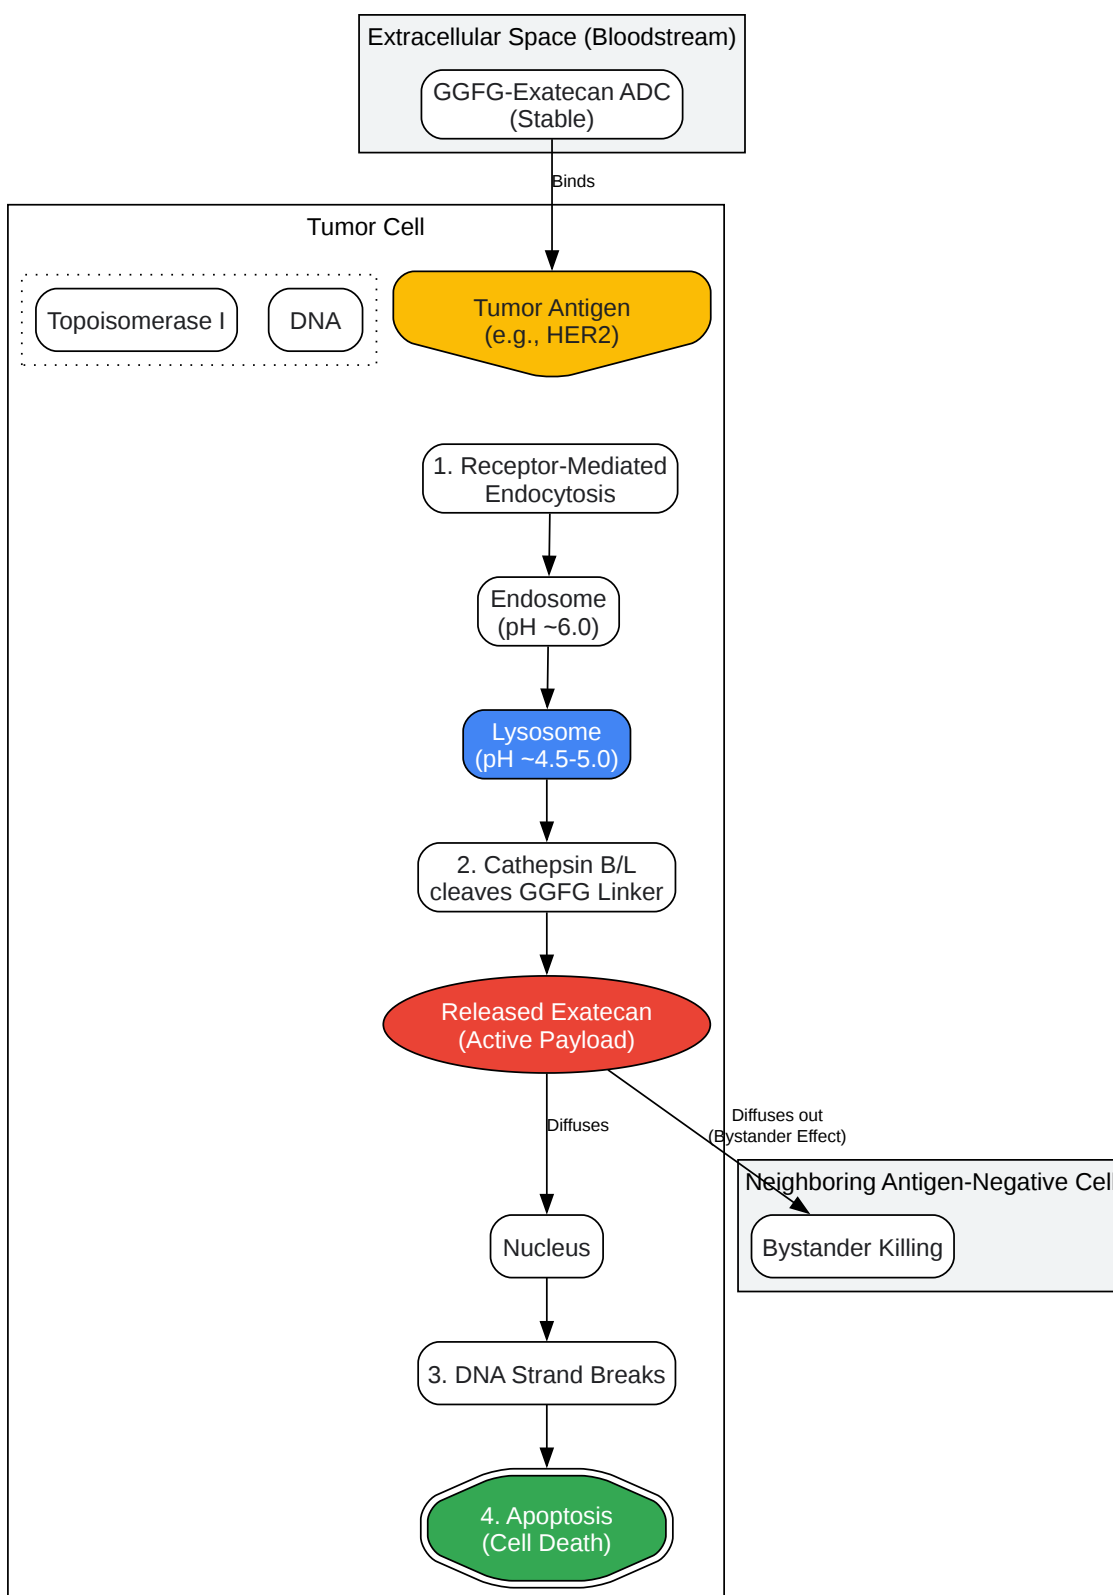 Extracellular Space (Bloodstream)
GGFG-Exatecan ADC
(Stable)
Binds
Tumor Cell
Topoisomerase I
DNA
Tumor Antigen
(e.g., HER2)
1. Receptor-Mediated
Endocytosis
Endosome
(pH ~6.0)
Lysosome
(pH ~4.5-5.0)
2. Cathepsin B/L
cleaves GGFG Linker
Released Exatecan
(Active Payload)
Diffuses
Diffuses out
(Bystander Effect)
Neighboring Antigen-Negative Cell
Bystander Killing
Nucleus
3. DNA Strand Breaks
4. Apoptosis
(Cell Death)